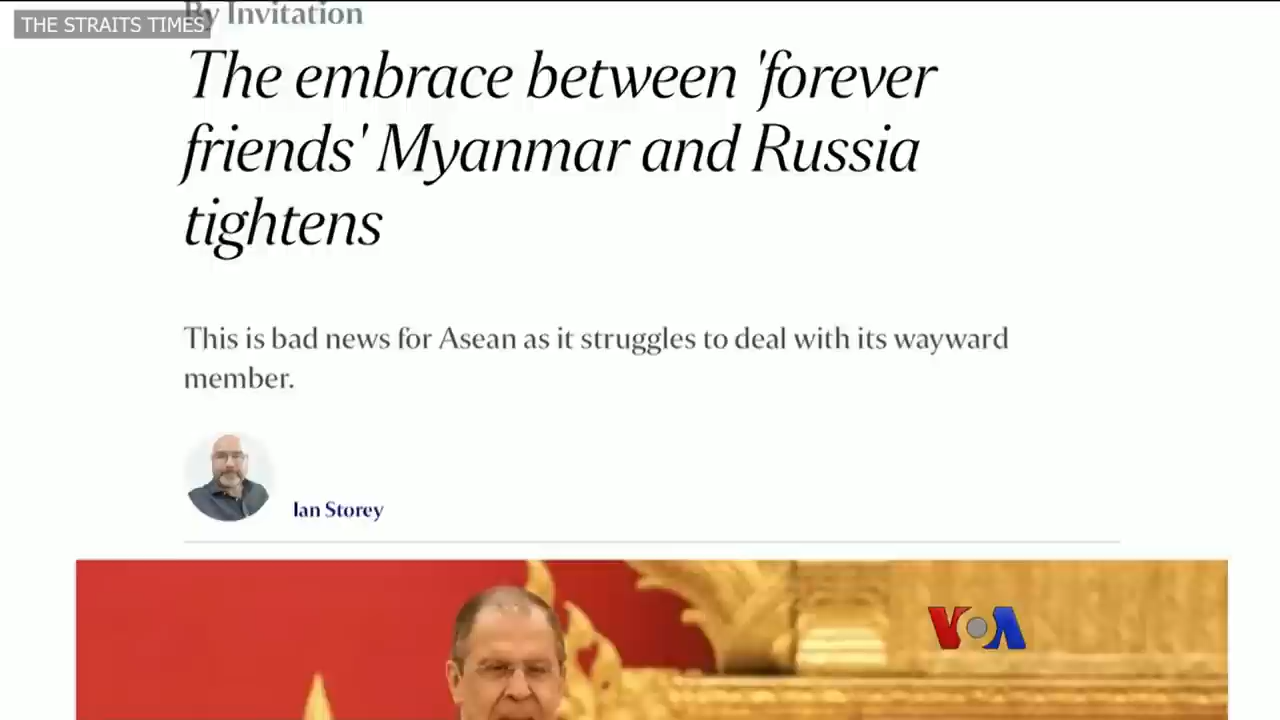 By Invitation
THE STRAITS TIMES
The embrace between 'forever
friends' Myanmar and Russia
tightens
This is bad news for Asean as it struggles to deal with its wayward
member.
Ian Storey
VOA